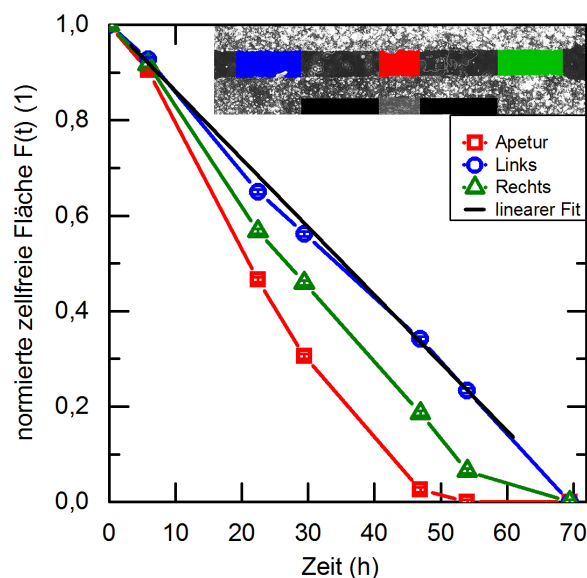 1,0
0,8
0,6
0,4
0,2
0,0
normierte zellfreie Fläche F(t) (1)
Apetur
Links
Rechts
linearer Fit
0 10 20 30 40 50 60 70
Zeit (h)